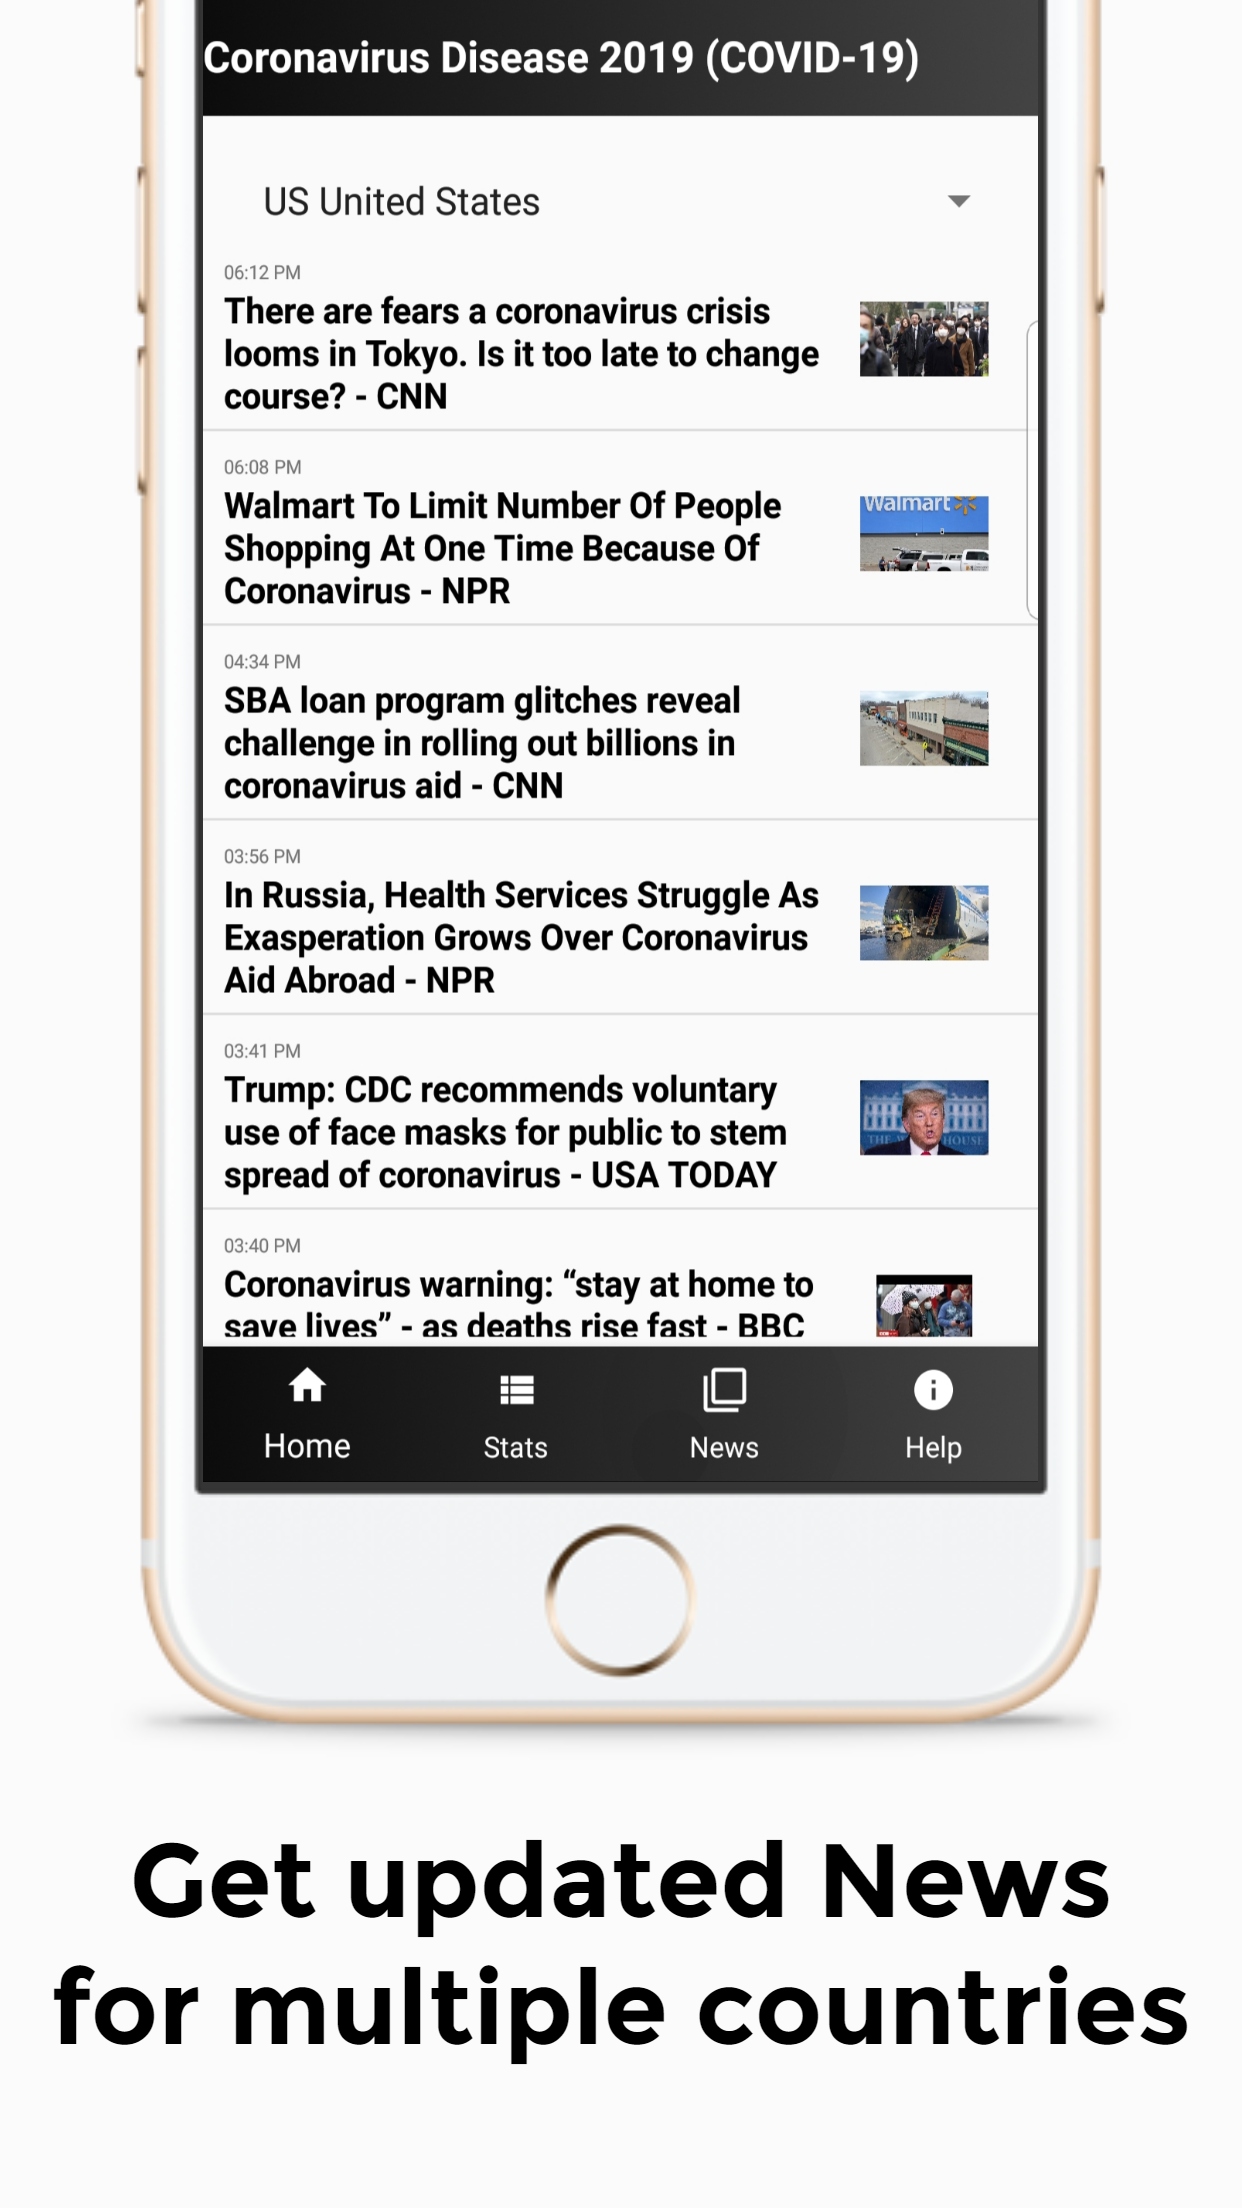 Coronavirus Disease 2019 (COVID-19)
US United States
06:12 PM
There are fears a coronavirus crisis
looms in Tokyo. Is it too late to change
course? - CNN
06:08 PM
Walmart To Limit Number Of People
Shopping At One Time Because Of
Coronavirus - NPR
Walmart
04:34 PM
SBA loan program glitches reveal
challenge in rolling out billions in
coronavirus aid - CNN
03:56 PM
In Russia, Health Services Struggle As
Exasperation Grows Over Coronavirus
Aid Abroad - NPR
03:41 PM
Trump: CDC recommends voluntary
use of face masks for public to stem
spread of coronavirus - USA TODAY
03:40 PM
Coronavirus warning: “stay at home to
save lives” - as deaths rise fast - BBC
Home
Stats
News
Help
Get updated News
for multiple countries